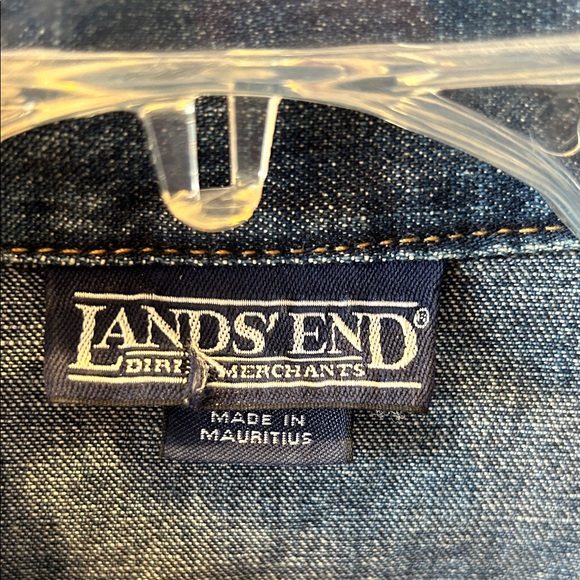 LANDS' END®
MERCHANTS
MADE IN
MAURITIUS